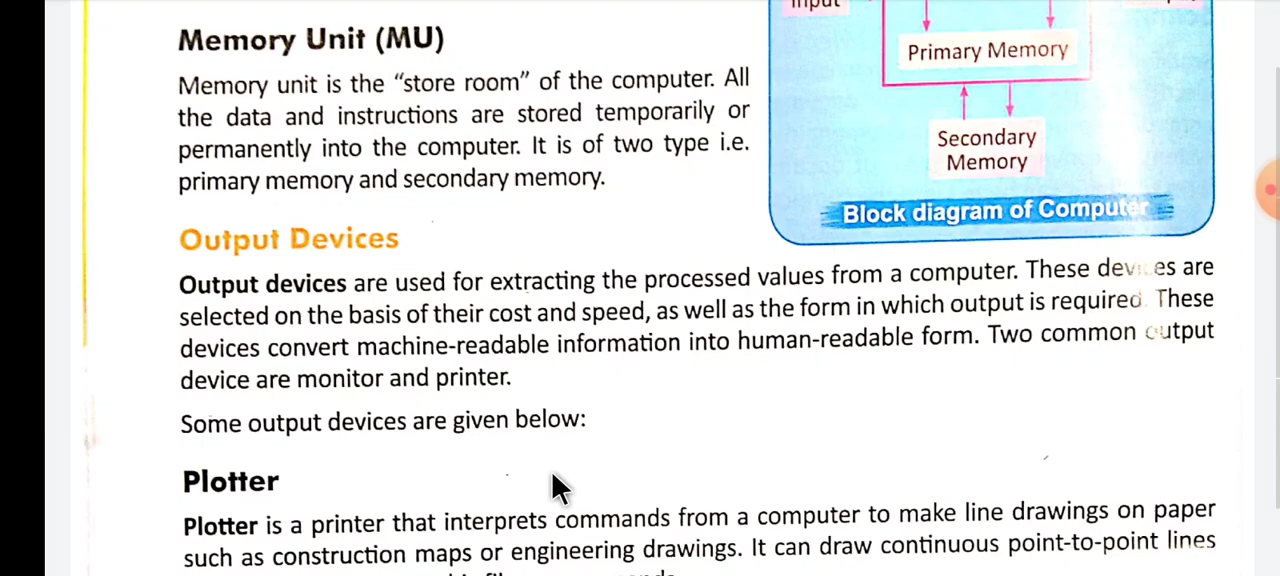 Input
Primary Memory
Secondary
Memory
Block diagram of Computer
Memory Unit (MU)
Memory unit is the “store room” of the computer. All
the data and instructions are stored temporarily or
permanently into the computer. It is of two type i.e.
primary memory and secondary memory.
Output Devices
Output devices are used for extracting the processed values from a computer. These devices are
selected on the basis of their cost and speed, as well as the form in which output is required. These
devices convert machine-readable information into human-readable form. Two common output
device are monitor and printer.
Some output devices are given below:
Plotter
Plotter is a printer that interprets commands from a computer to make line drawings on paper
such as construction maps or engineering drawings. It can draw continuous point-to-point lines